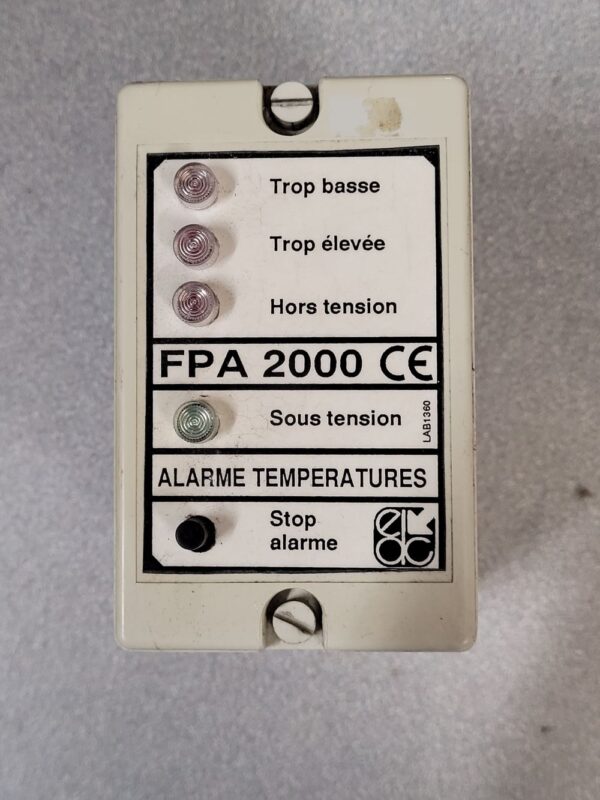 Trop basse
Trop élevée
Hors tension
FPA 2000 CE
Sous tension
LAB1360
ALARME TEMPERATURES
Stop
alarme